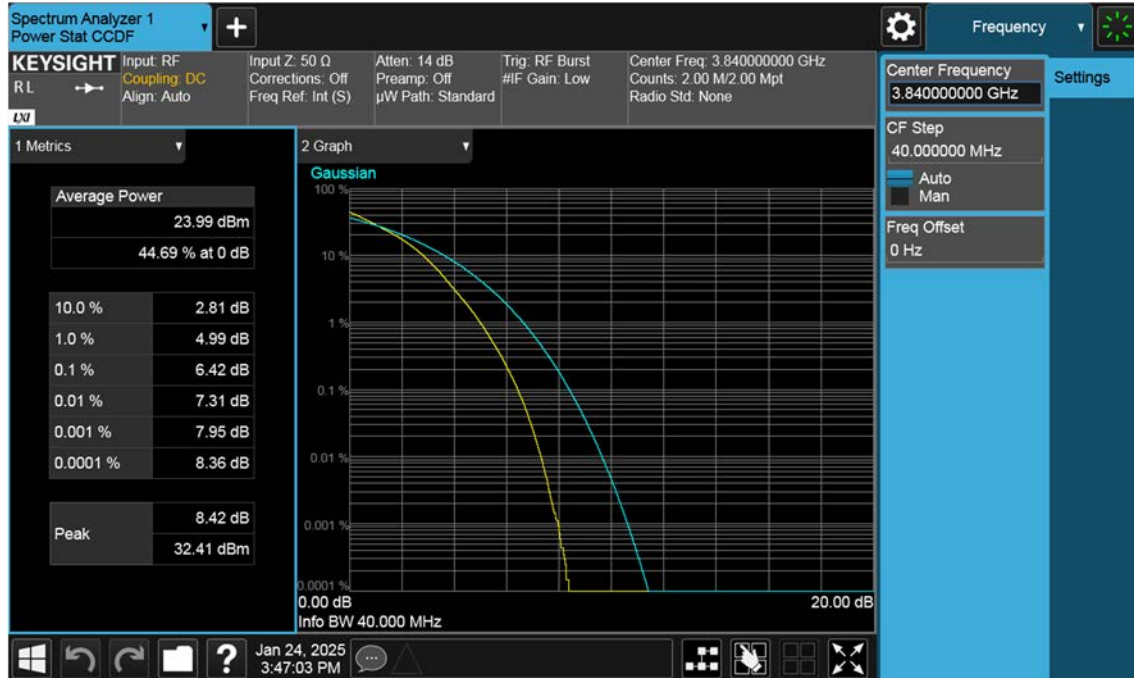 Spectrum Analyzer 1
Power Stat CCDF
+
Frequency
KEYSIGHT
R L
LXI
Input: RF
Coupling: DC
Align: Auto
Input Z: 50 Ω
Corrections: Off
Freq Ref: Int (S)
Atten: 14 dB
Preamp: Off
µW Path: Standard
Trig: RF Burst
#IF Gain: Low
Center Freq: 3.840000000 GHz
Counts: 2.00 M/2.00 Mpt
Radio Std: None
Center Frequency
3.840000000 GHz
Settings
CF Step
40.000000 MHz
Auto
Man
Freq Offset
0 Hz
1 Metrics
Average Power
23.99 dBm
44.69 % at 0 dB
10.0 % 2.81 dB
1.0 % 4.99 dB
0.1 % 6.42 dB
0.01 % 7.31 dB
0.001 % 7.95 dB
0.0001 % 8.36 dB
Peak
8.42 dB
32.41 dBm
2 Graph
Gaussian
100 %
10 %
1 %
0.1 %
0.01 %
0.001 %
0.0001 %
0.00 dB 20.00 dB
Info BW 40.000 MHz
?
Jan 24, 2025
3:47:03 PM